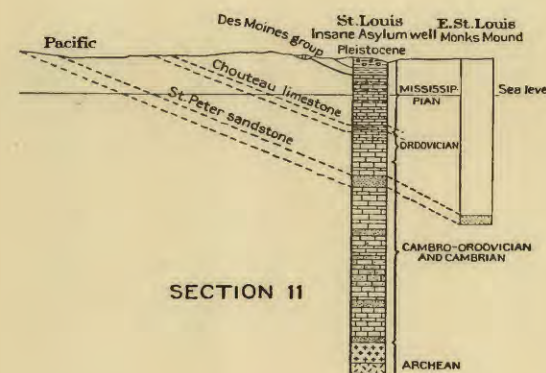 St. Louis
Insane Asylum well
Pleistocene
E. St. Louis
Monks Mound
Des Moines group
Pacific
Chouteau limestone
St. Peter sandstone
MISSISSIP-
PIAN
Sea leve
ORDOVICIAN
CAMBRO-ORDOVICIAN
AND CAMBRIAN
SECTION 11
ARCHEAN